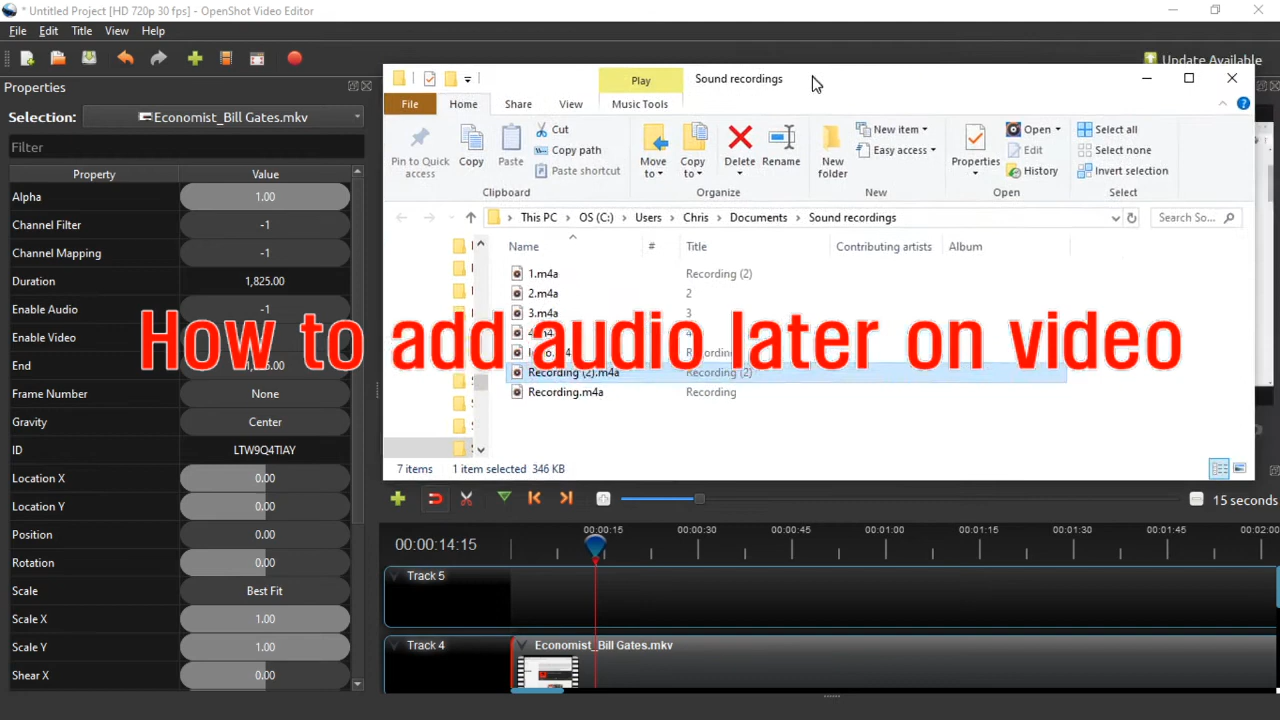 * Untitled Project [HD 720p 30 fps] - OpenShot Video Editor
File Edit Title View Help
Update Available
Properties
Selection: Economist_Bill Gates.mkv
Filter
Property Value
Alpha 1.00
Channel Filter -1
Channel Mapping -1
Duration 1,825.00
Enable Audio -1
Enable Video
End
Frame Number None
Gravity Center
ID LTW9Q4TIAY
Location X 0.00
Location Y 0.00
Position 0.00
Rotation 0.00
Scale Best Fit
Scale X 1.00
Scale Y 1.00
Shear X 0.00
Play Sound recordings
File Home Share View Music Tools
Pin to Quick access
Copy
Paste
Cut
Copy path
Paste shortcut
Clipboard
Move to
Copy to
Delete
Rename
Organize
New folder
New item
Easy access
New
Properties
Open
Edit
History
Open
Select all
Select none
Invert selection
Select
This PC > OS (C:) > Users > Chris > Documents > Sound recordings
Search So...
Name # Title Contributing artists Album
1.m4a Recording (2)
2.m4a 2
3.m4a 3
How to add audio later on video
Recording (2).m4a Recording (2)
Recording.m4a Recording
7 items 1 item selected 346 KB
15 seconds
00:00:14:15
00:00:15 00:00:30 00:00:45 00:01:00 00:01:15 00:01:30 00:01:45 00:02:00
Track 5
Track 4
Economist_Bill Gates.mkv